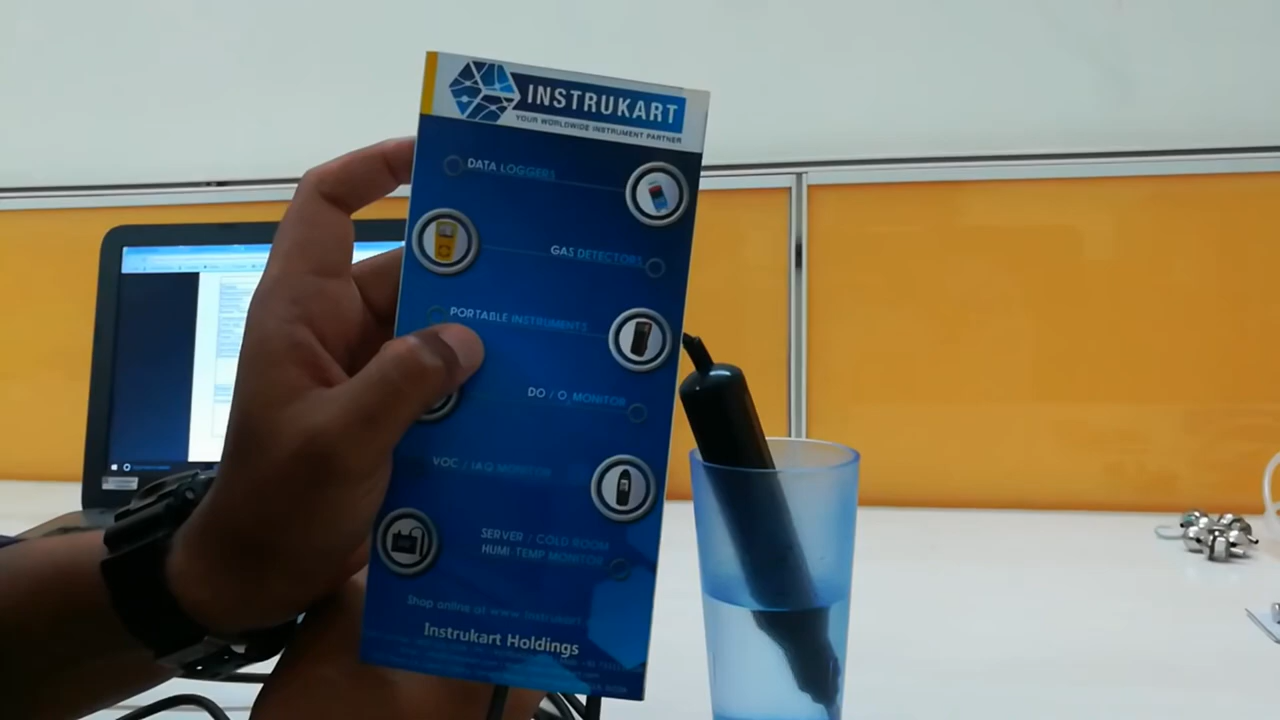 INSTRUKART
YOUR WORLDWIDE INSTRUMENT PARTNER
DATA LOGGERS
GAS DETECTORS
PORTABLE INSTRUMENTS
DO / O2 MONITOR
VOC / IAQ MONITOR
SERVER / COLD ROOM
HUMI-TEMP MONITOR
Shop online at www.instrukart.
Instrukart Holdings